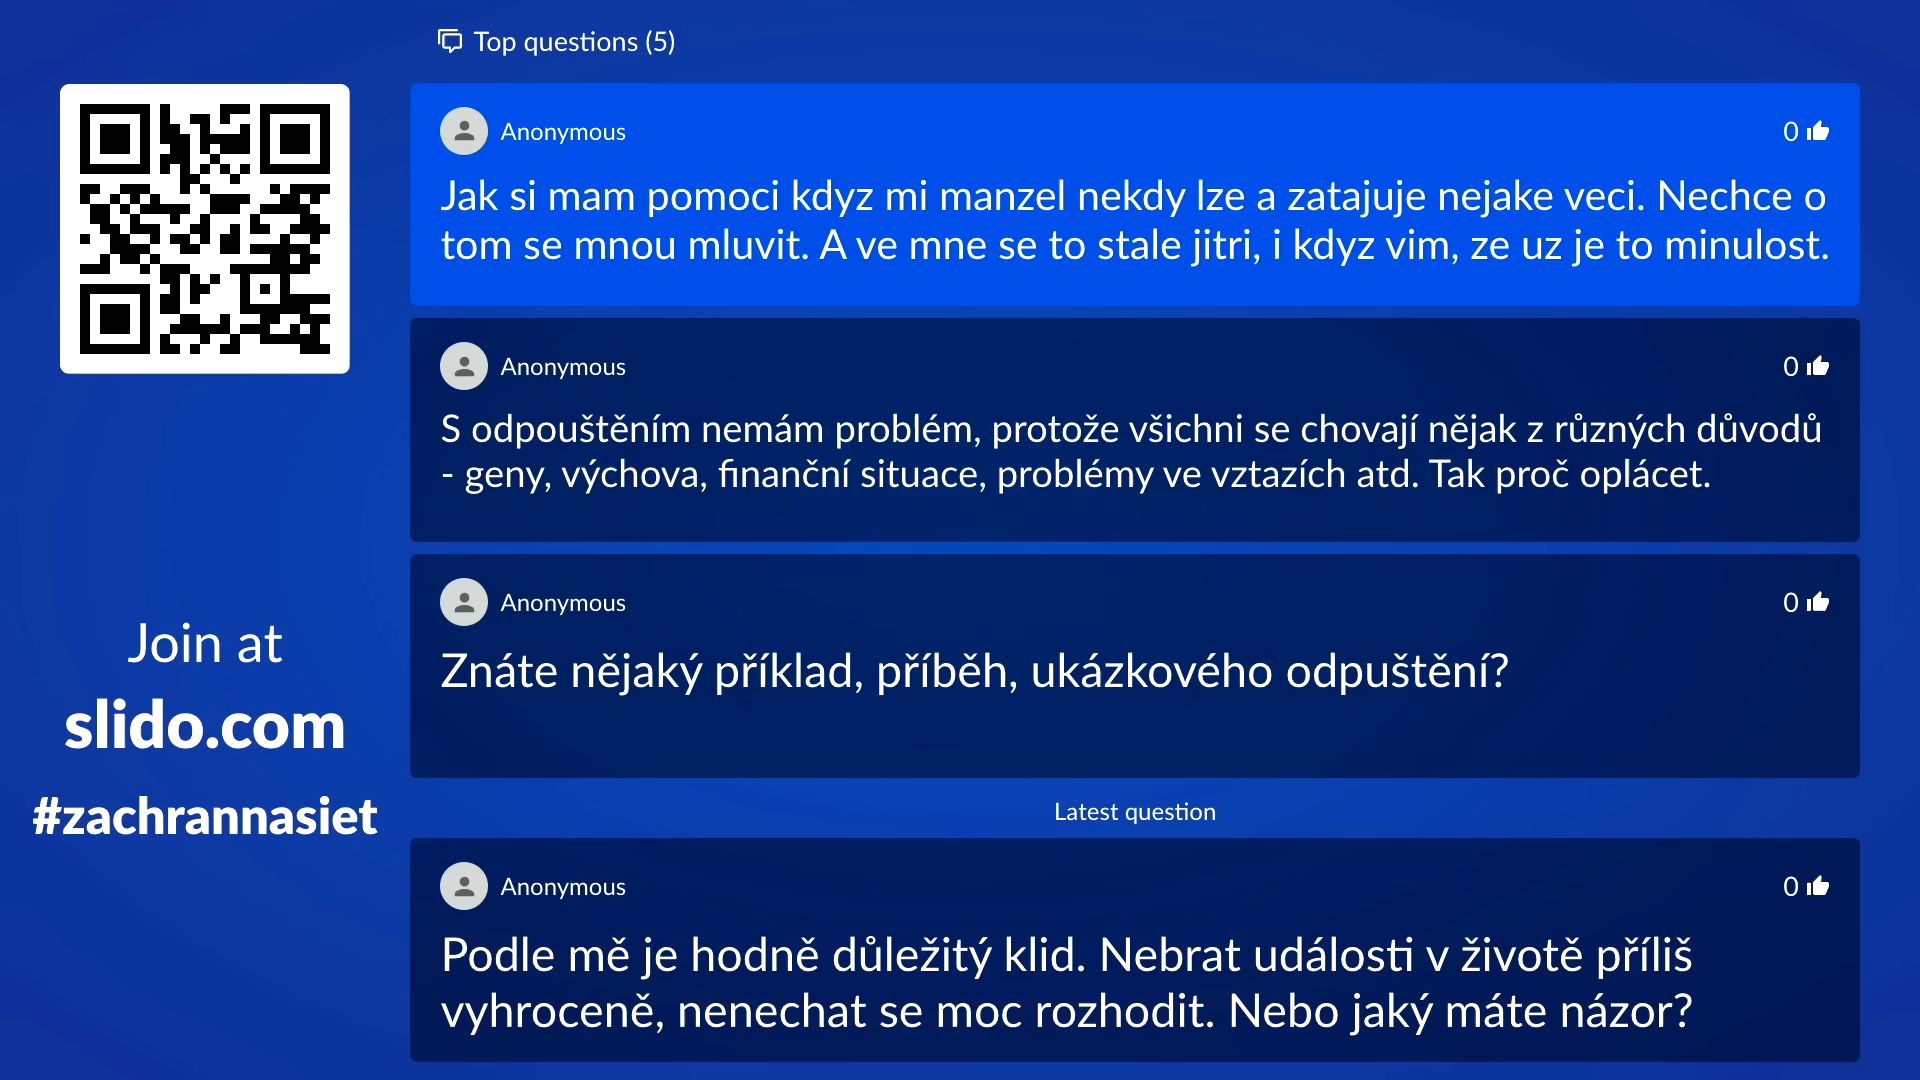 Top questions (5)
Anonymous
0
Jak si mam pomoci kdyz mi manzel nekdy lze a zatajuje nejake veci. Nechce o
tom se mnou mluvit. A ve mne se to stale jitri, i kdyz vim, ze uz je to minulost.
Anonymous
0
S odpouštěním nemám problém, protože všichni se chovají nějak z různých důvodů
- geny, výchova, finanční situace, problémy ve vztazích atd. Tak proč oplácet.
Anonymous
0
Znáte nějaký příklad, příběh, ukázkového odpuštění?
Join at
slido.com
#zachrannasiet
Latest question
Anonymous
0
Podle mě je hodně důležitý klid. Nebrat události v životě příliš
vyhroceně, nenechat se moc rozhodit. Nebo jaký máte názor?